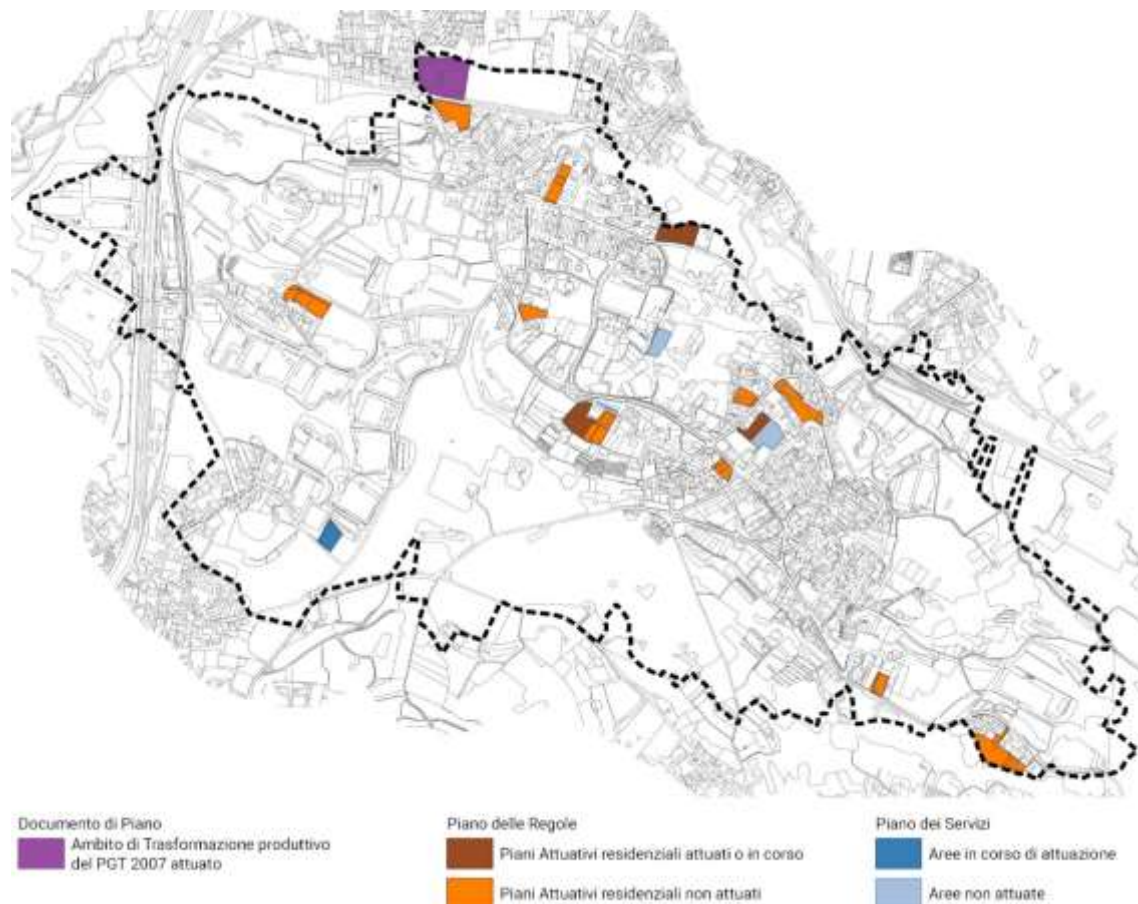 Documento di Piano
Ambito di Trasformazione produttivo
del PGT 2007 attuato
Piano delle Regole
Piani Attuativi residenziali attuati o in corso
Piani Attuativi residenziali non attuati
Piano dei Servizi
Aree in corso di attuazione
Aree non attuate